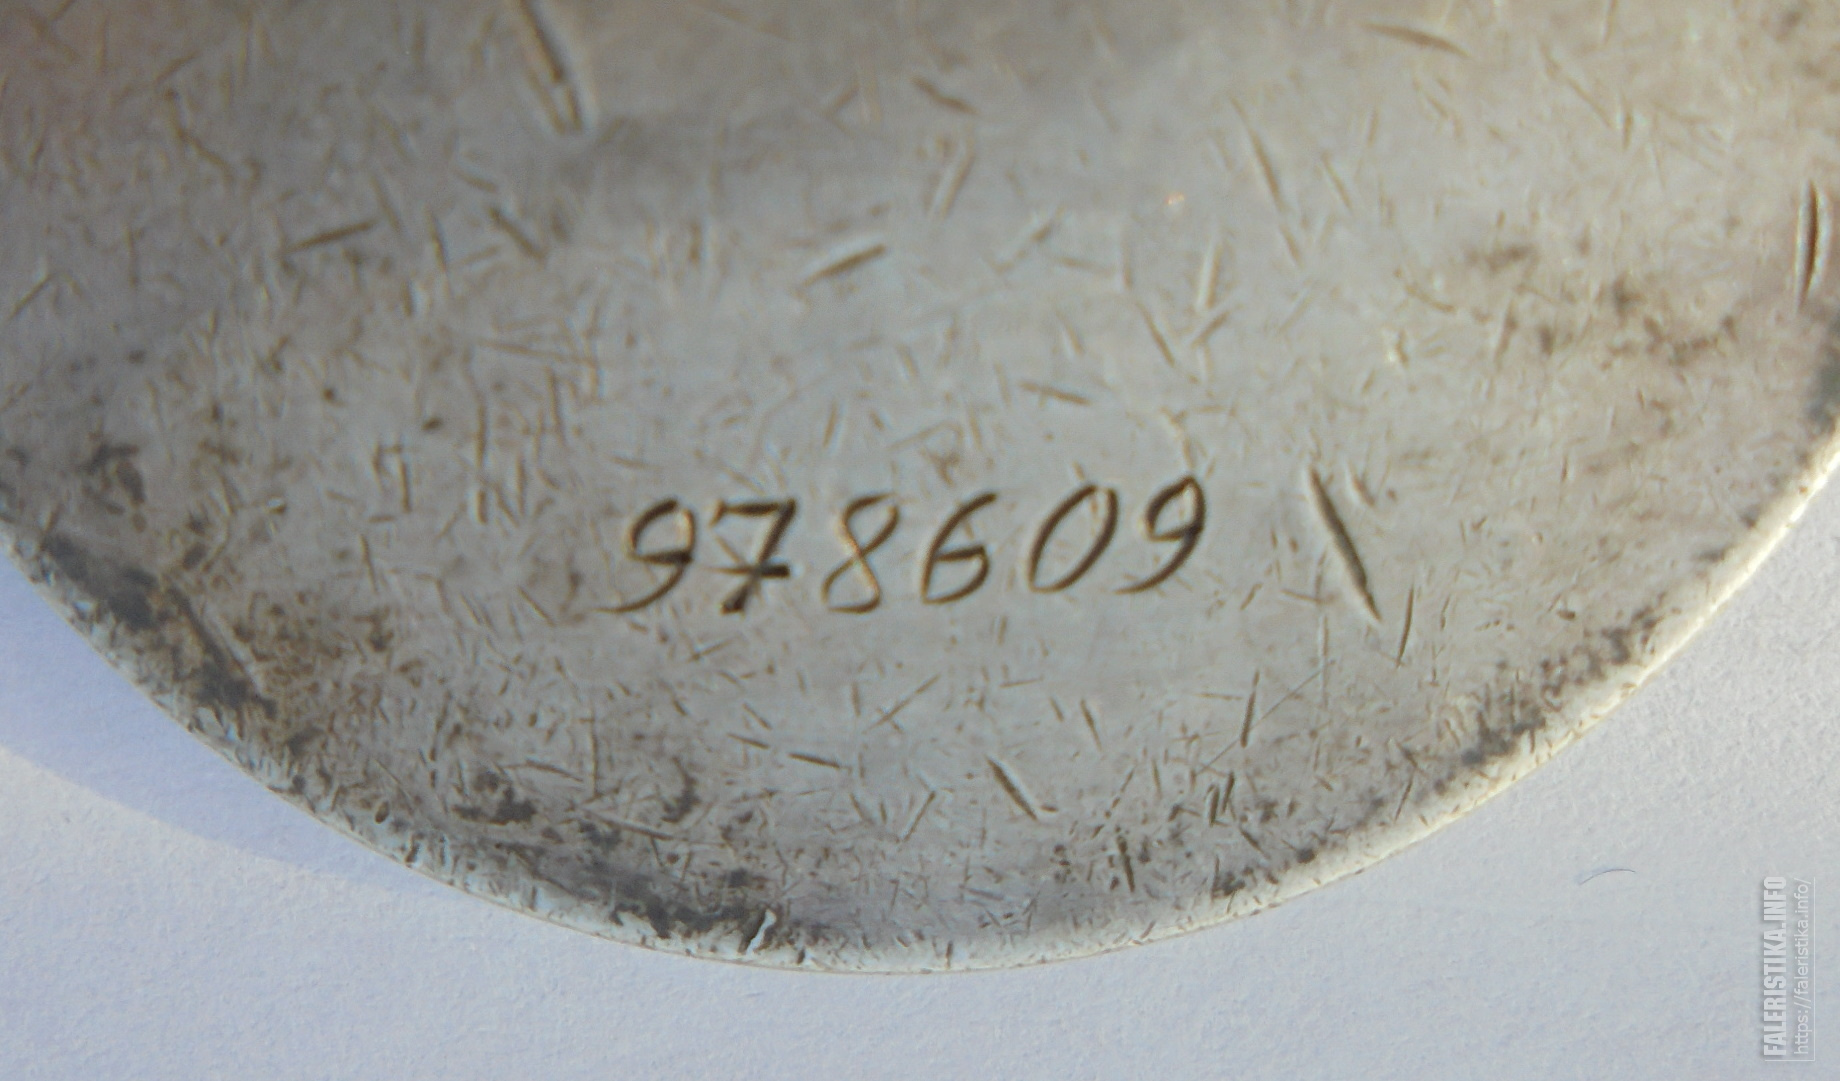 978609
FALERISTIKA.INFO
https://faleristika.info/